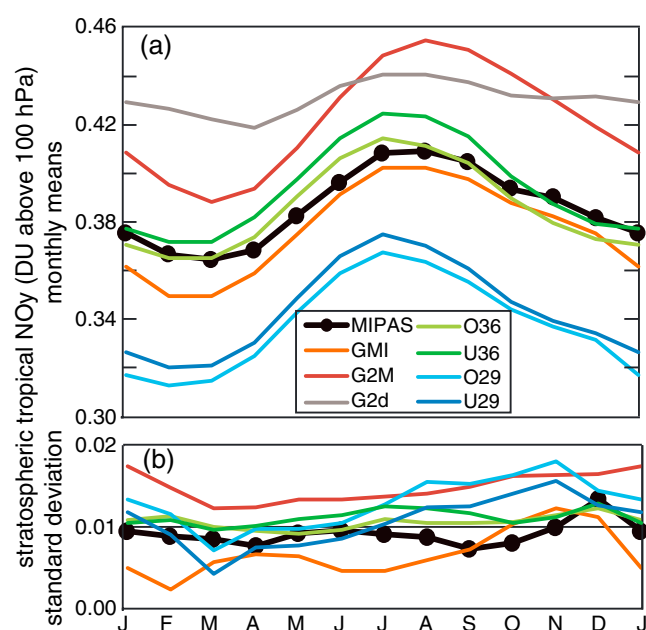 stratospheric tropical NOy (DU above 100 hPa)
standard deviation monthly means
0.46
(a)
0.42
0.38
0.34
0.30
MIPAS O36
GMI U36
G2M O29
G2d U29
0.02
(b)
0.01
0.00
J F M A M J J A S O N D J